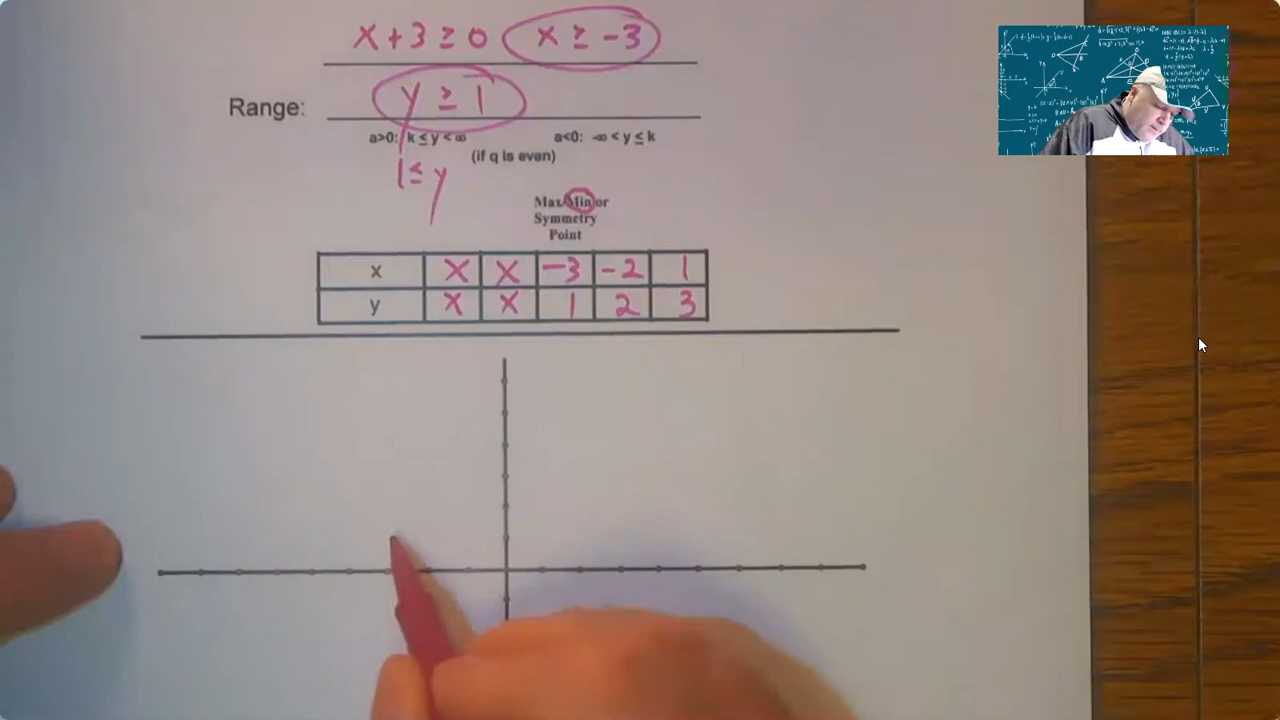 x + 3 ≥ 0 x ≥ -3
Range: y ≥ 1
a>0: k ≤ y < ∞ a<0: -∞ < y ≤ k
(if q is even)
1 ≤ y
Max/Min or
Symmetry
Point
x X X -3 -2 1
y X X 1 2 3